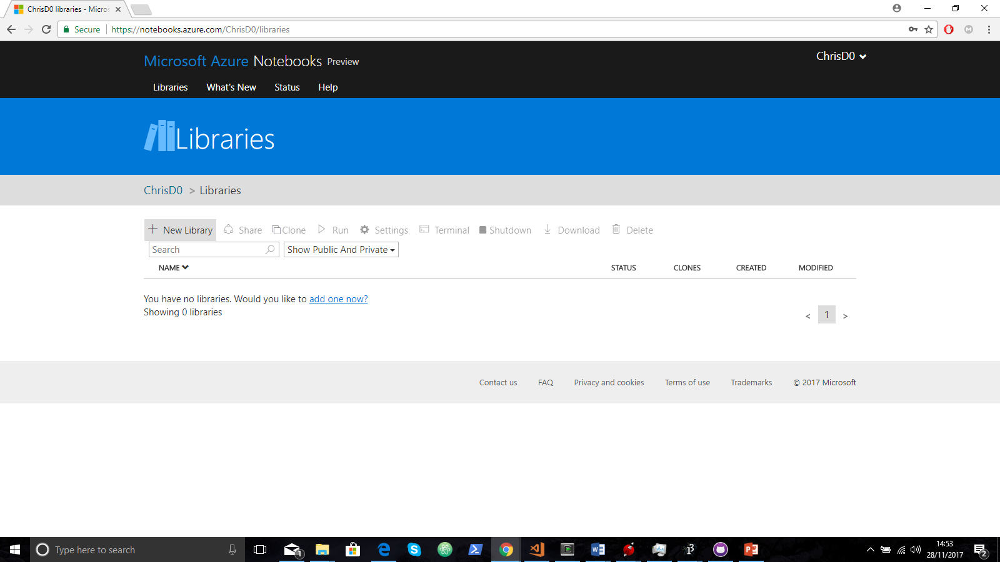 ChrisD0 libraries - Micros
Secure https://notebooks.azure.com/ChrisD0/libraries
Microsoft Azure Notebooks Preview
ChrisD0
Libraries What's New Status Help
Libraries
ChrisD0 > Libraries
New Library Share Clone Run Settings Terminal Shutdown Download Delete
Search Show Public And Private
NAME STATUS CLONES CREATED MODIFIED
You have no libraries. Would you like to add one now?
Showing 0 libraries
< 1 >
Contact us FAQ Privacy and cookies Terms of use Trademarks © 2017 Microsoft
Type here to search
1
14:53
28/11/2017
2